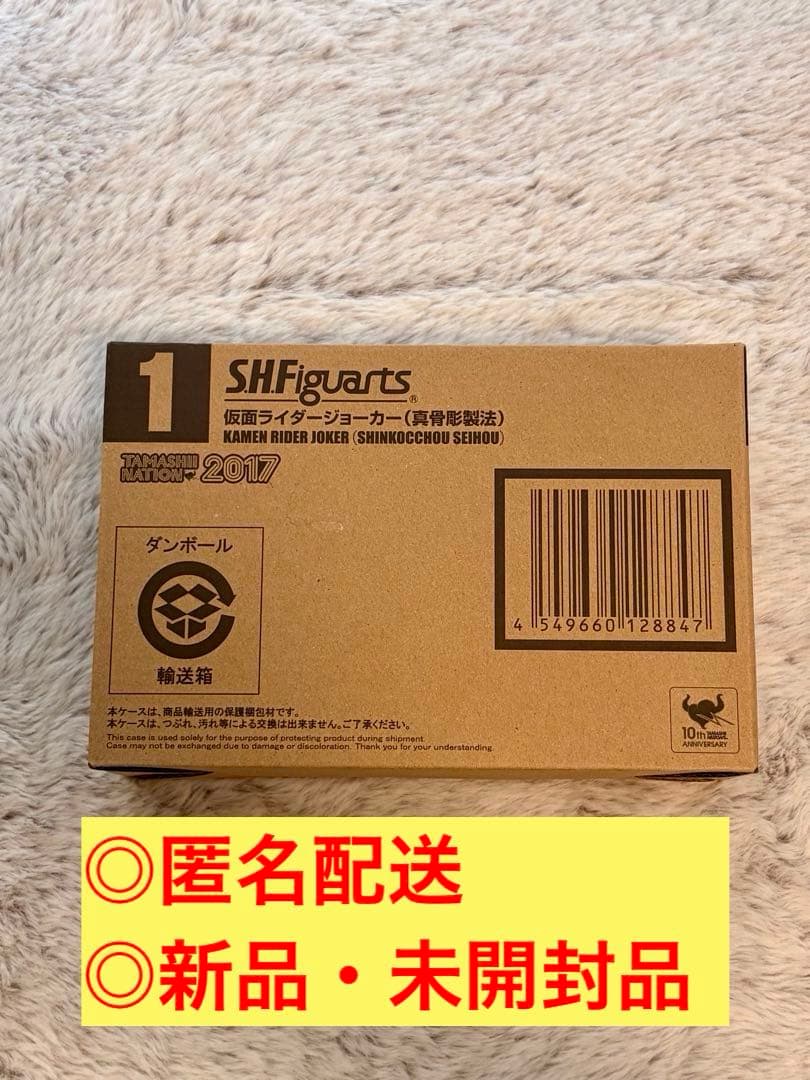 1
S.H.Figuarts
®
仮面ライダージョーカー(真骨彫製法)
KAMEN RIDER JOKER (SHINKOCCHOU SEIHOU)
TAMASHII
NATION 2017
ダンボール
輸送箱
4 549660 128847
本ケースは、商品輸送用の保護梱包材です。
本ケースは、つぶれ、汚れ等による交換は出来ません。ご了承ください。
This case is used solely for the purpose of protecting product during shipment.
Case may not be exchanged due to damage or discoloration. Thank you for your understanding.
10th TAMASHII NATIONS
ANNIVERSARY
◎匿名配送
◎新品・未開封品